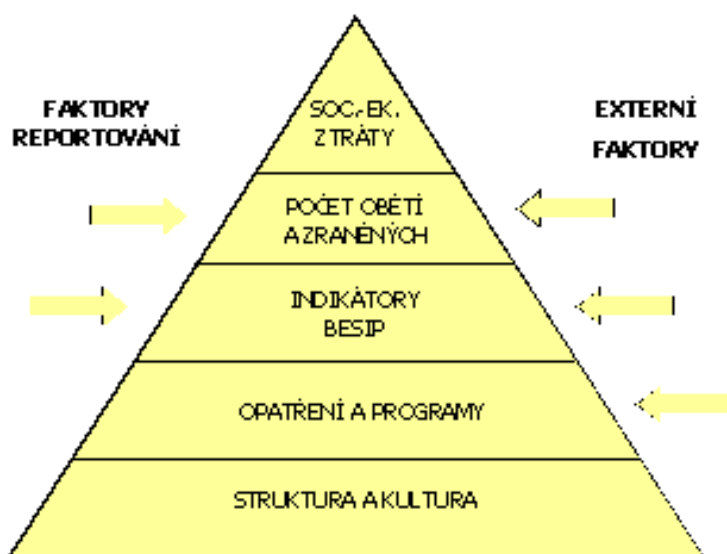 FAKTORY
REPORTOVÁNÍ
EXTERNÍ
FAKTORY
SOC.-EK.
ZTRÁTY
POČET OBĚTÍ
A ZRANĚNÝCH
INDIKÁTORY
BESIP
OPATŘENÍ A PROGRAMY
STRUKTURA A KULTURA